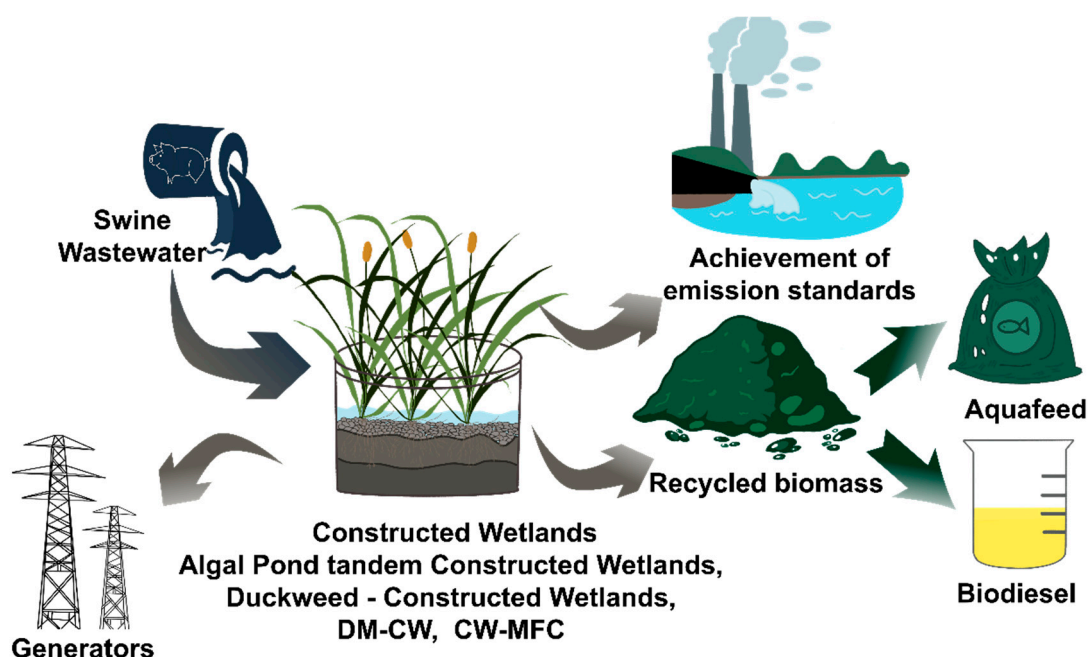 Swine
Wastewater
Achievement of
emission standards
Aquafeed
Recycled biomass
Biodiesel
Constructed Wetlands
Algal Pond tandem Constructed Wetlands,
Duckweed - Constructed Wetlands,
DM-CW, CW-MFC
Generators